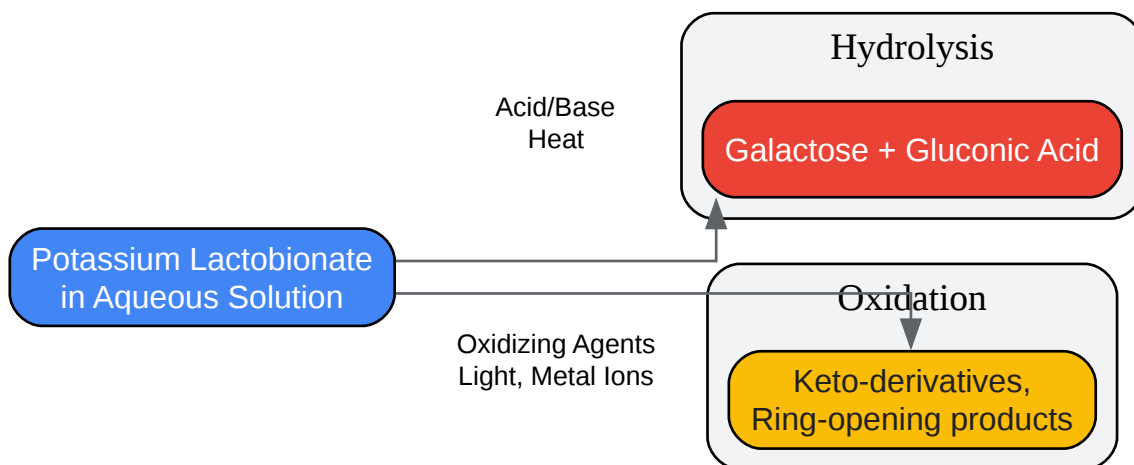 Hydrolysis
Acid/Base
Heat
Galactose + Gluconic Acid
Potassium Lactobionate
in Aqueous Solution
Oxidation
Oxidizing Agents
Light, Metal Ions
Keto-derivatives,
Ring-opening products